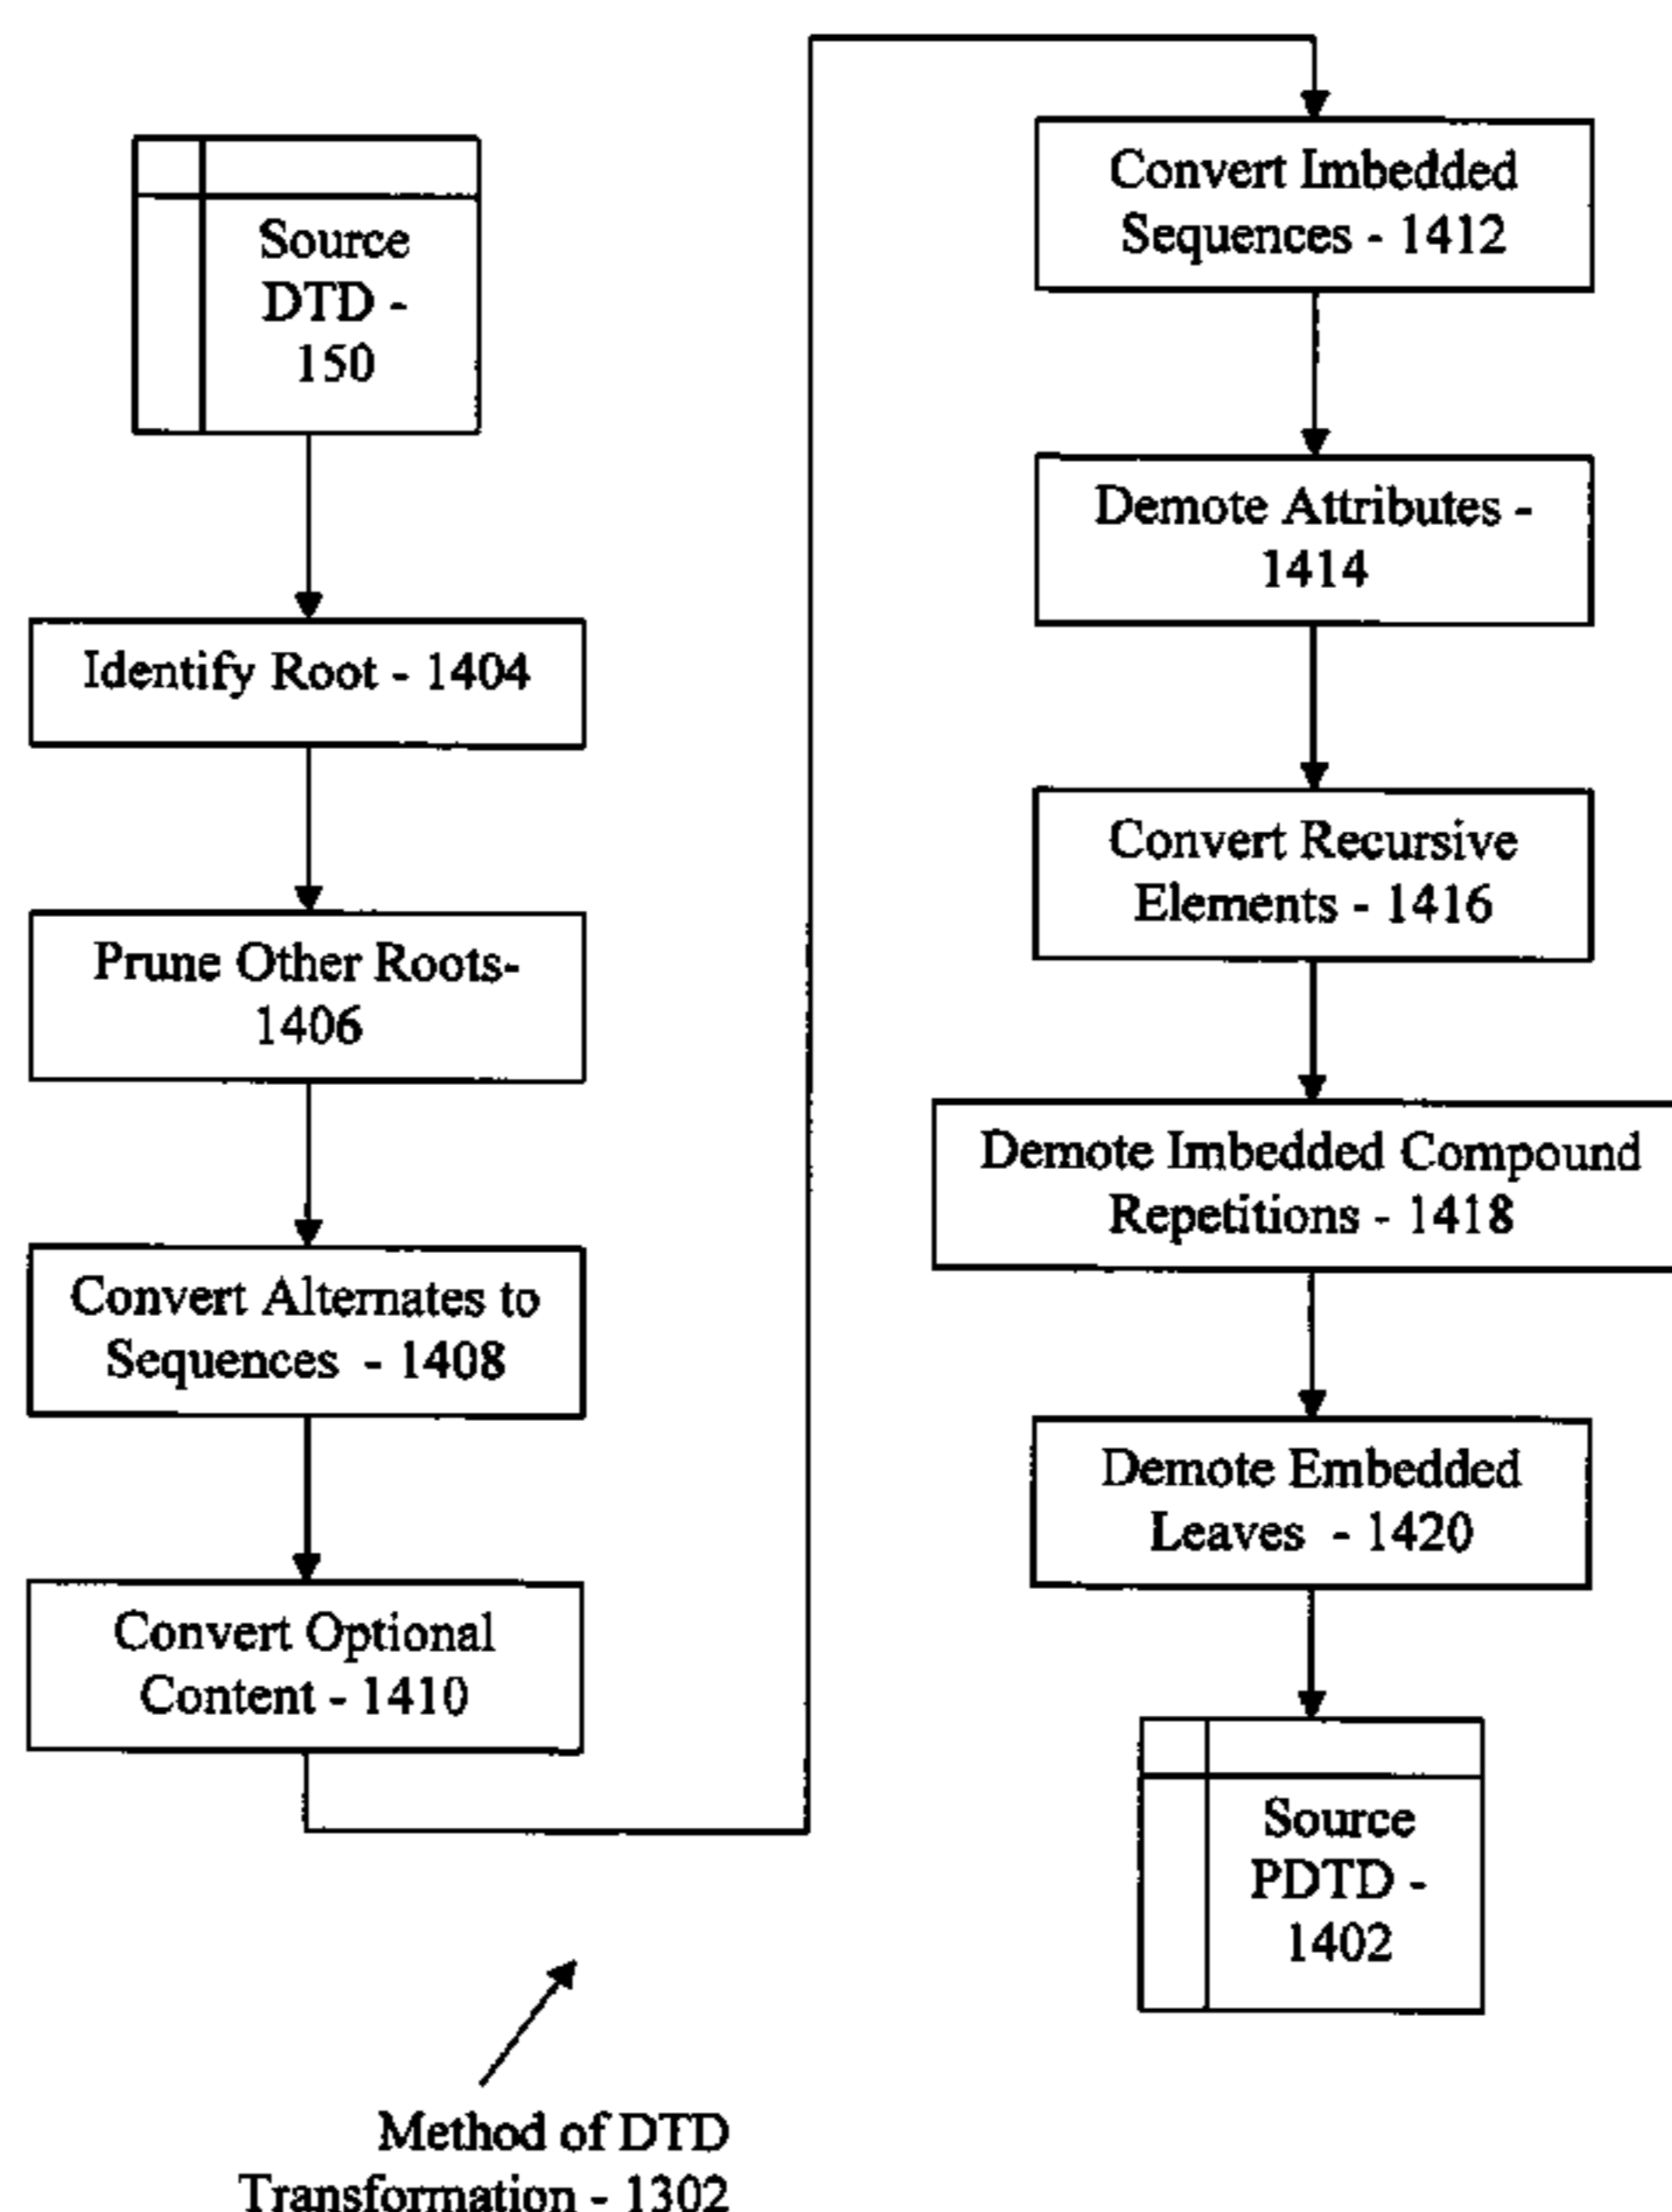 Source
DTD -
150
Identify Root - 1404
Prune Other Roots-
1406
Convert Alternates to
Sequences - 1408
Convert Optional
Content - 1410
Convert Imbedded
Sequences - 1412
Demote Attributes -
1414
Convert Recursive
Elements - 1416
Demote Imbedded Compound
Repetitions - 1418
Demote Embedded
Leaves - 1420
Source
PDTD -
1402
Method of DTD
Transformation - 1302